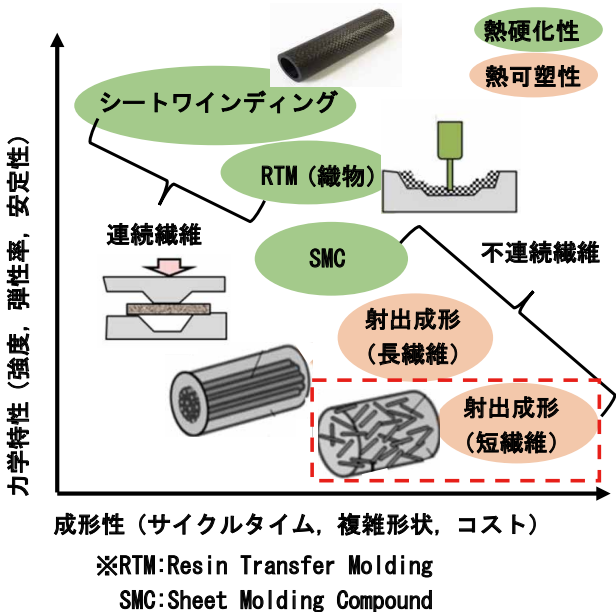 熱硬化性
熱可塑性
シートワインディング
RTM（織物）
連続繊維
SMC
不連続繊維
射出成形
（長繊維）
射出成形
（短繊維）
力学特性（強度, 弾性率, 安定性）
成形性（サイクルタイム, 複雑形状, コスト）
※RTM:Resin Transfer Molding
SMC:Sheet Molding Compound